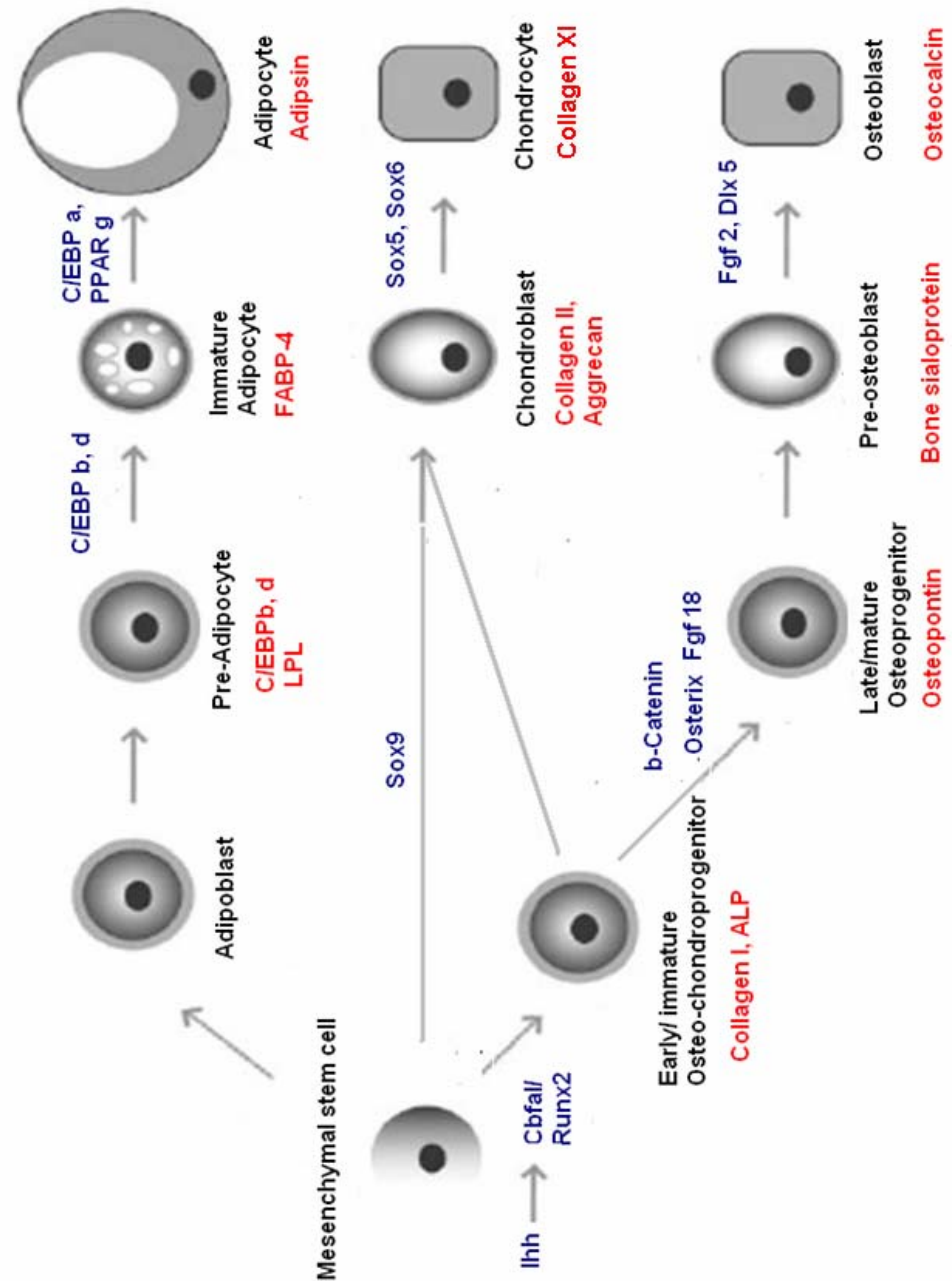 Mesenchymal stem cell
Adipoblast
Pre-Adipocyte
C/EBPb, d
LPL
C/EBP b, d
Immature
Adipocyte
FABP-4
C/EBP a,
PPAR g
Adipocyte
Adipsin
Sox9
Chondroblast
Collagen II,
Aggrecan
Sox5, Sox6
Chondrocyte
Collagen XI
Ihh
Cbfal/
Runx2
Early/ immature
Osteo-chondroprogenitor
Collagen I, ALP
b-Catenin
Osterix Fgf 18
Late/mature
Osteoprogenitor
Osteopontin
Pre-osteoblast
Bone sialoprotein
Fgf 2, Dlx 5
Osteoblast
Osteocalcin